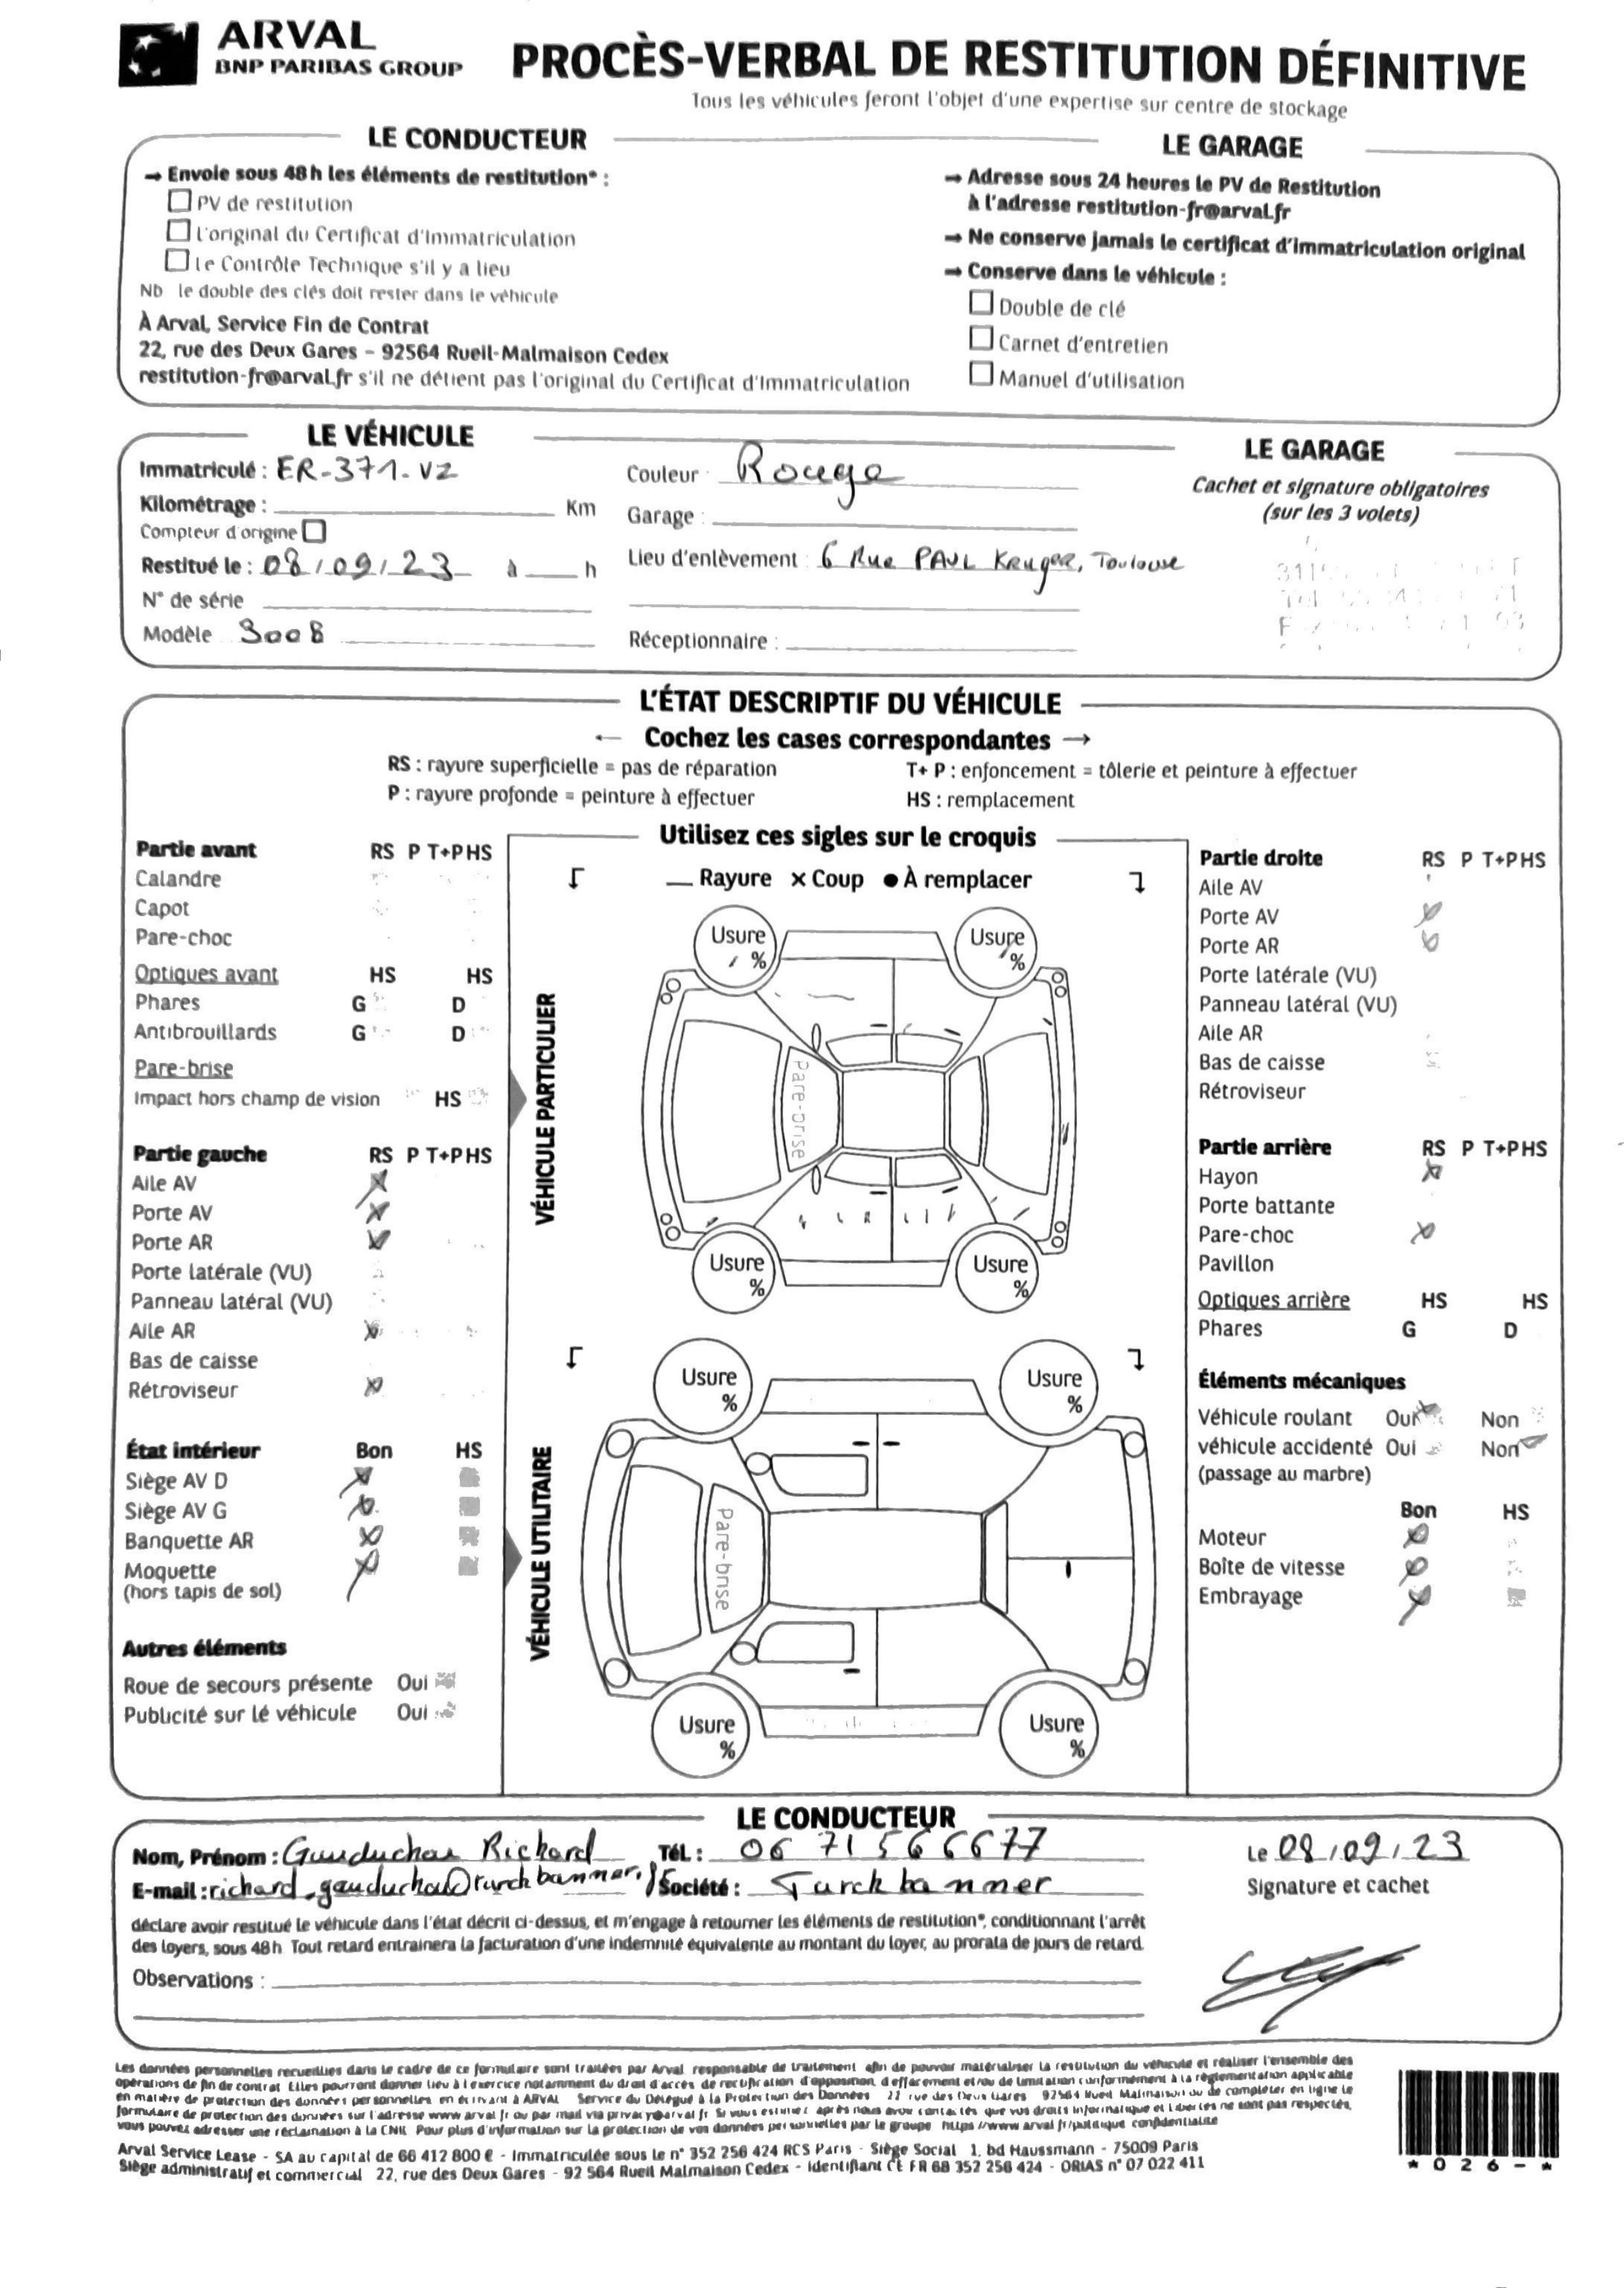 ARVAL
BNP PARIBAS GROUP
PROCÈS-VERBAL DE RESTITUTION DÉFINITIVE
Tous les véhicules feront l'objet d'une expertise sur centre de stockage
LE CONDUCTEUR
→ Envoie sous 48 h les éléments de restitution* :
PV de restitution
L'original du Certificat d'Immatriculation
Le Contrôle Technique s'il y a lieu
Nb le double des clés doit rester dans le véhicule
À Arval, Service Fin de Contrat
22, rue des Deux Gares – 92564 Rueil-Malmaison Cedex
restitution-fr@arval.fr s'il ne détient pas l'original du Certificat d'Immatriculation
LE GARAGE
→ Adresse sous 24 heures le PV de Restitution
à l'adresse restitution-fr@arval.fr
→ Ne conserve jamais le certificat d'immatriculation original
→ Conserve dans le véhicule :
Double de clé
Carnet d'entretien
Manuel d'utilisation
LE VÉHICULE
Immatriculé : ER-371-VZ
Kilométrage : Km
Compteur d'origine
Restitué le : 08/09/23 à h
N° de série
Modèle 3008
Couleur : Rouge
Garage :
Lieu d'enlèvement : 6 Rue PAUL KRUGER, Toulouse
Réceptionnaire :
LE GARAGE
Cachet et signature obligatoires
(sur les 3 volets)
L'ÉTAT DESCRIPTIF DU VÉHICULE
← Cochez les cases correspondantes →
RS : rayure superficielle = pas de réparation
P : rayure profonde = peinture à effectuer
T+ P : enfoncement = tôlerie et peinture à effectuer
HS : remplacement
Partie avant RS P T+P HS
Calandre
Capot
Pare-choc
Optiques avant HS HS
Phares G D
Antibrouillards G D
Pare-brise
Impact hors champ de vision HS
Partie gauche RS P T+P HS
Aile AV
Porte AV
Porte AR
Porte latérale (VU)
Panneau latéral (VU)
Aile AR
Bas de caisse
Rétroviseur
État intérieur Bon HS
Siège AV D
Siège AV G
Banquette AR
Moquette
(hors tapis de sol)
Autres éléments
Roue de secours présente Oui
Publicité sur lé véhicule Oui
Utilisez ces sigles sur le croquis
— Rayure × Coup ● À remplacer
VÉHICULE PARTICULIER
Usure %
Usure %
Pare-brise
Usure %
Usure %
VÉHICULE UTILITAIRE
Usure %
Usure %
Pare-brise
Usure %
Usure %
Partie droite RS P T+P HS
Aile AV
Porte AV
Porte AR
Porte latérale (VU)
Panneau latéral (VU)
Aile AR
Bas de caisse
Rétroviseur
Partie arrière RS P T+P HS
Hayon
Porte battante
Pare-choc
Pavillon
Optiques arrière HS HS
Phares G D
Éléments mécaniques
Véhicule roulant Oui Non
véhicule accidenté Oui Non
(passage au marbre)
Bon HS
Moteur
Boîte de vitesse
Embrayage
LE CONDUCTEUR
Nom, Prénom : Gauduchau Richard
Tél. : 06 71 56 66 77
Le 08/09/23
E-mail : richard.gauduchau@turckbanner.fr
Société : Turck banner
Signature et cachet
déclare avoir restitué le véhicule dans l'état décrit ci-dessus, et m'engage à retourner les éléments de restitution*, conditionnant l'arrêt
des loyers, sous 48h Tout retard entrainera la facturation d'une indemnité équivalente au montant du loyer, au prorata de jours de retard.
Observations :
Les données personnelles recueillies dans le cadre de ce formulaire sont traitées par Arval responsable de traitement afin de pouvoir matérialiser la restitution du véhicule et réaliser l'ensemble des
opérations de fin de contrat Elles pourront donner lieu à l'exercice notamment du droit d'accès de rectification d'opposition, d'effacement et/ou de limitation conformément à la règlementation applicable
en matière de protection des données personnelles en écrivant à ARVAL Service du Délégué à la Protection des Données 22 rue des Deux Gares 92564 Rueil Malmaison ou de compléter en ligne le
formulaire de protection des données sur l'adresse www arval fr ou par mail via privacy@arval fr Si vous estimez après nous avoir contactés que vos droits Informatique et Libertés ne sont pas respectés,
vous pouvez adresser une réclamation à la CNIL Pour plus d'information sur la protection de vos données personnelles par le groupe https //www arval fr/politique confidentialite
Arval Service Lease - SA au capital de 66 412 800 € - Immatriculée sous le n° 352 256 424 RCS Paris - Siège Social 1, bd Haussmann - 75009 Paris
Siège administratif et commercial 22, rue des Deux Gares - 92 564 Rueil Malmaison Cedex - Identifiant CE FR 68 352 256 424 - ORIAS n° 07 022 411
* 0 2 6 - *